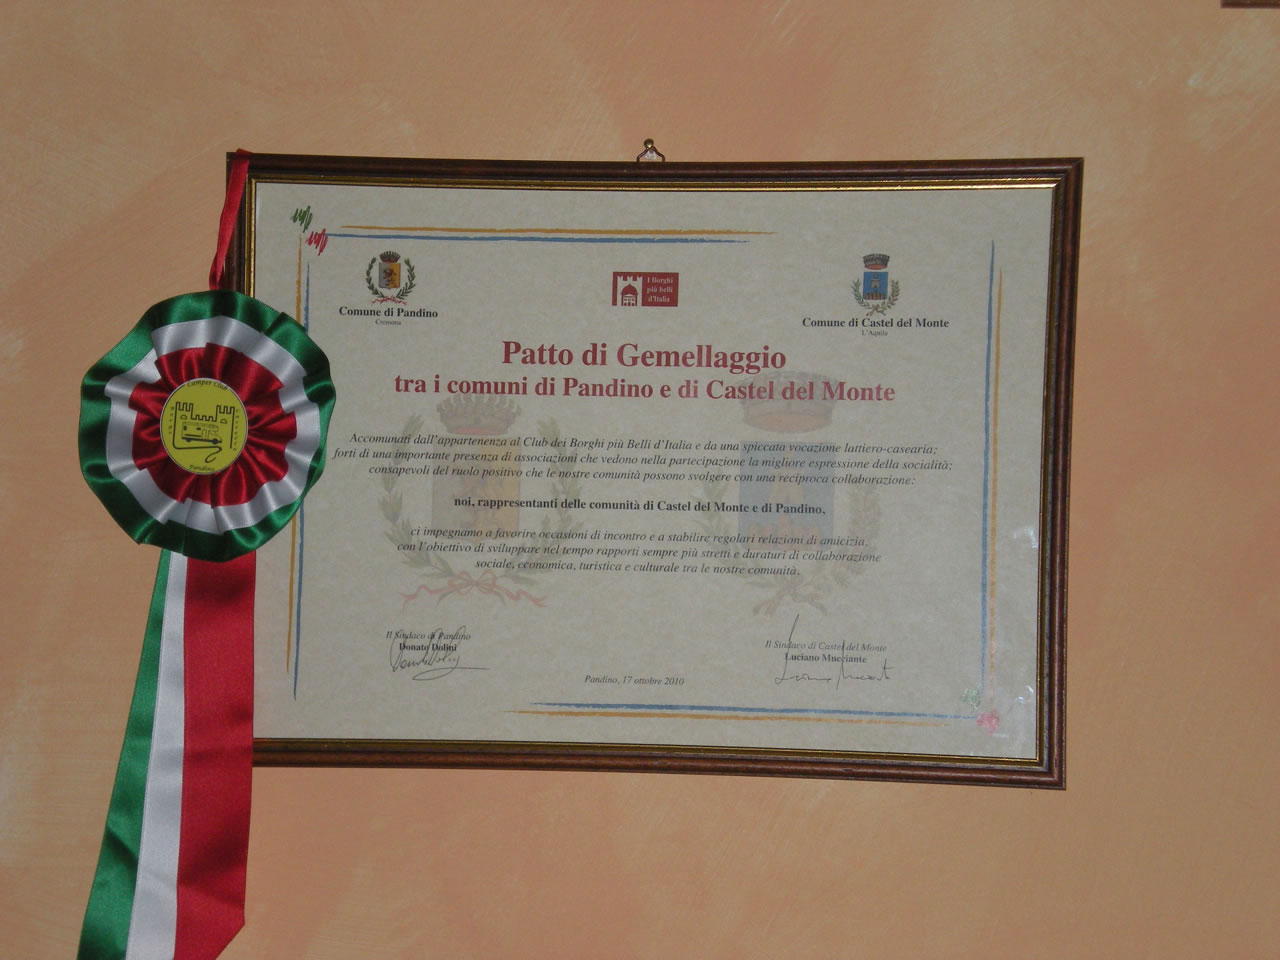 Comune di Pandino
Cremona
I Borghi
più belli
d'Italia
Comune di Castel del Monte
L'Aquila
Patto di Gemellaggio
tra i comuni di Pandino e di Castel del Monte
Accomunati dall'appartenenza al Club dei Borghi più Belli d'Italia e da una spiccata vocazione lattiero-casearia;
forti di una importante presenza di associazioni che vedono nella partecipazione la migliore espressione della socialità;
consapevoli del ruolo positivo che le nostre comunità possono svolgere con una reciproca collaborazione:
noi, rappresentanti delle comunità di Castel del Monte e di Pandino,
ci impegnamo a favorire occasioni di incontro e a stabilire regolari relazioni di amicizia,
con l'obiettivo di sviluppare nel tempo rapporti sempre più stretti e duraturi di collaborazione
sociale, economica, turistica e culturale tra le nostre comunità.
Il Sindaco di Pandino
Donato Dolini
Il Sindaco di Castel del Monte
Luciano Mucciante
Pandino, 17 ottobre 2010
Camper Club
Pandino